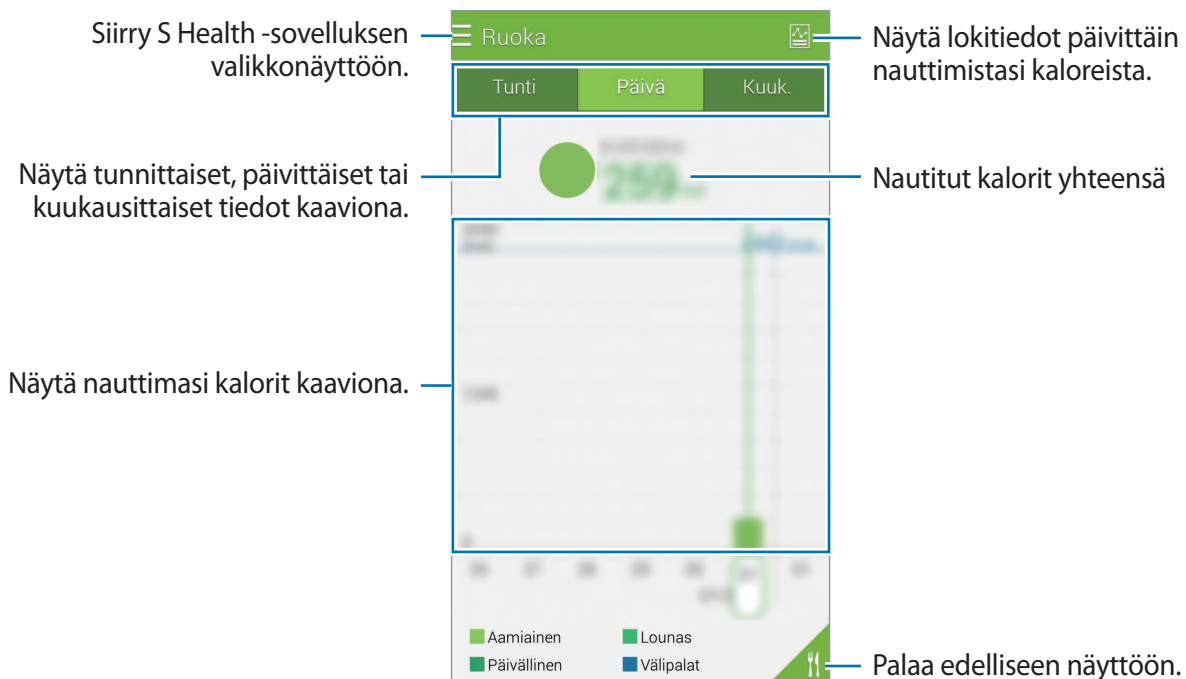 Siirry S Health -sovelluksen
valikkonäyttöön.
Ruoka
Näytä lokitiedot päivittäin
nauttimistasi kaloreista.
Tunti
Päivä
Kuuk.
Näytä tunnittaiset, päivittäiset tai
kuukausittaiset tiedot kaaviona.
259
Nautitut kalorit yhteensä
Näytä nauttimasi kalorit kaaviona.
Aamiainen
Lounas
Päivällinen
Välipalat
Palaa edelliseen näyttöön.